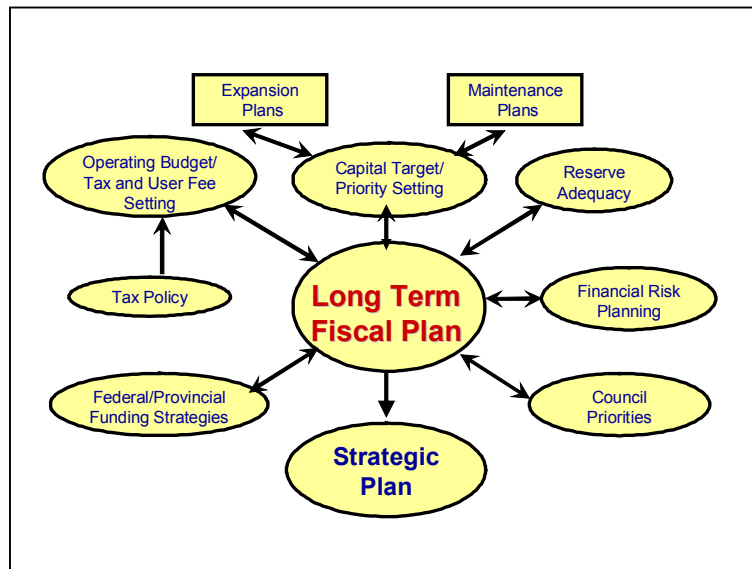 Expansion
Plans
Maintenance
Plans
Operating Budget/
Tax and User Fee
Setting
Capital Target/
Priority Setting
Reserve
Adequacy
Long Term
Fiscal Plan
Tax Policy
Financial Risk
Planning
Federal/Provincial
Funding Strategies
Council
Priorities
Strategic
Plan